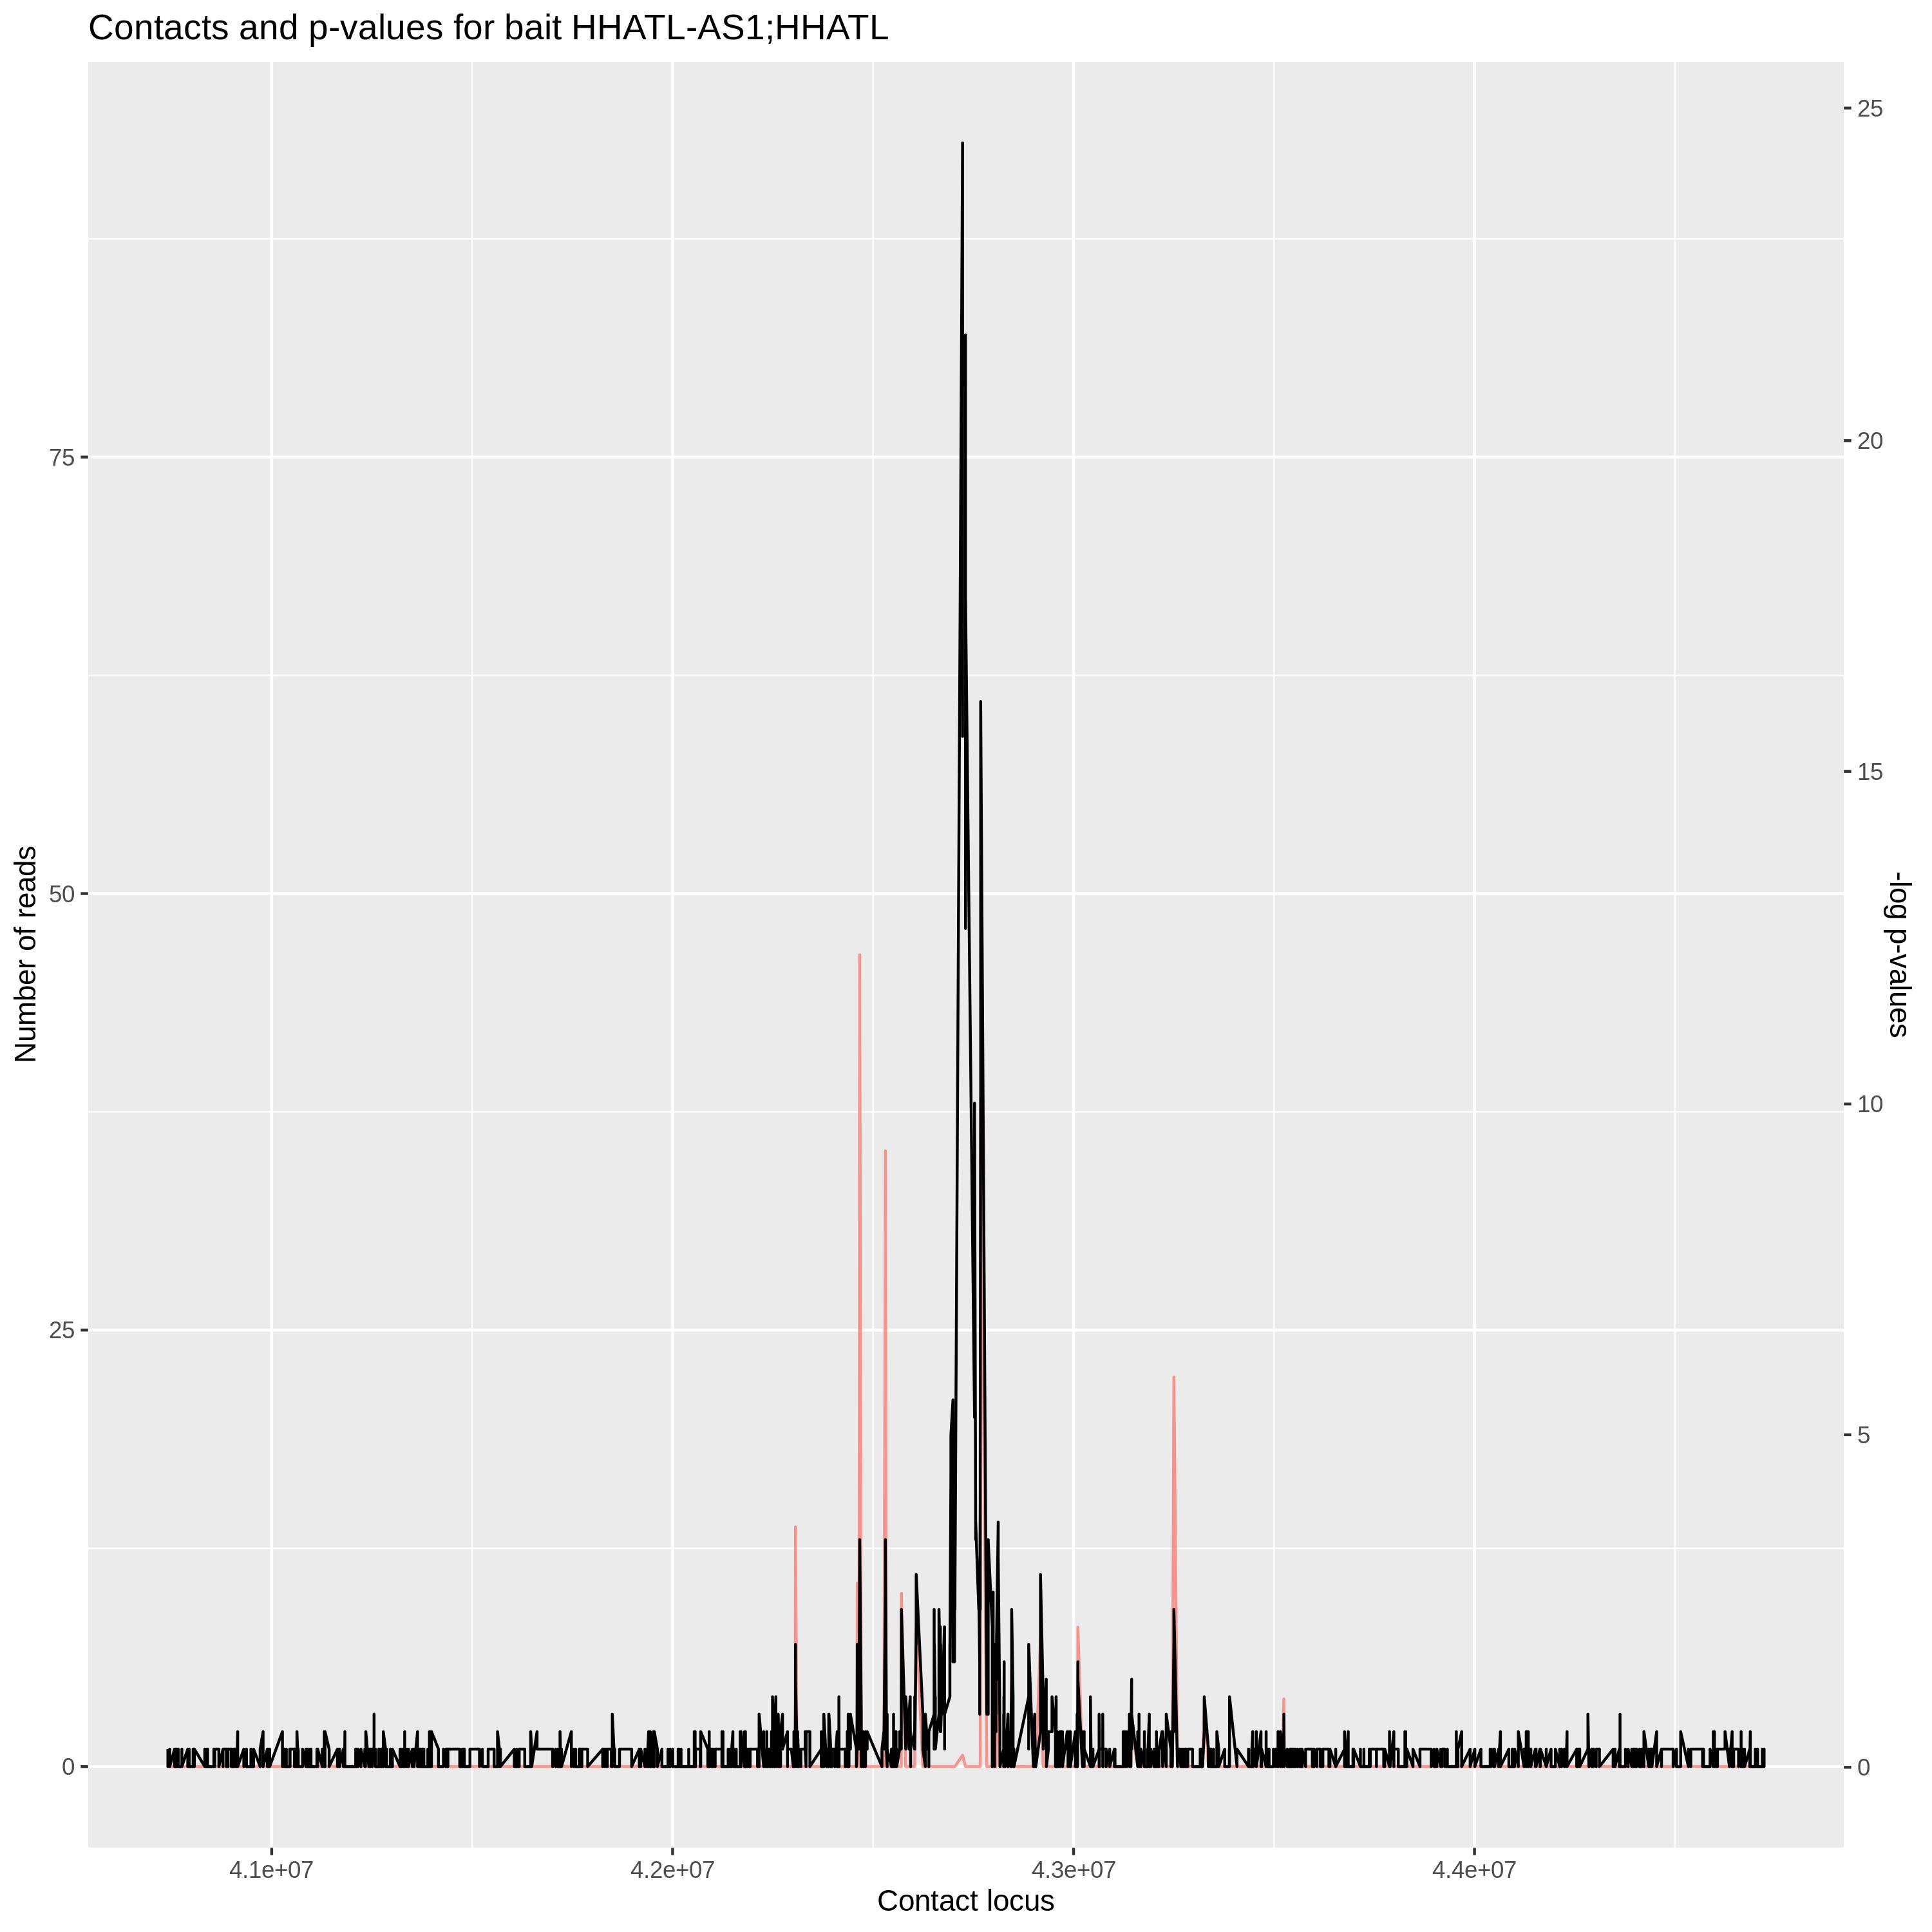 Contacts and p-values for bait HHATL-AS1;HHATL
Number of reads
75
50
25
0
25
20
15
10
5
0
-log p-values
4.1e+07
4.2e+07
4.3e+07
4.4e+07
Contact locus